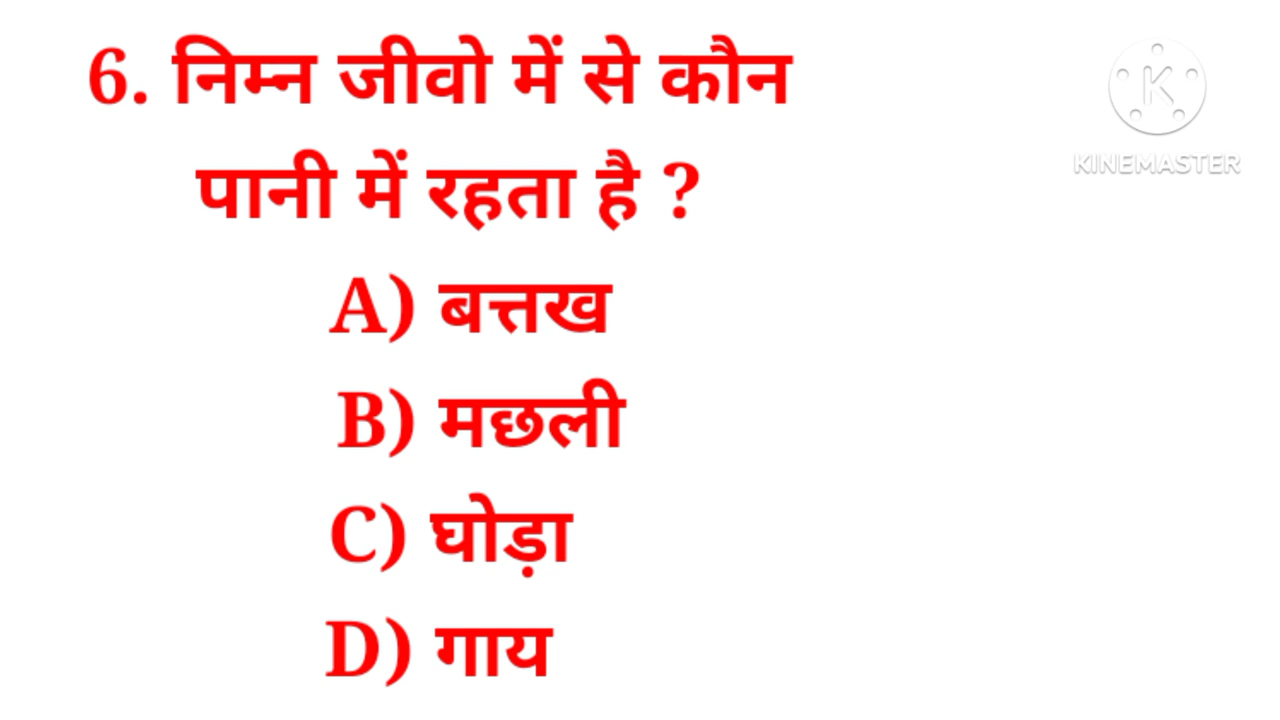 6. निम्न जीवो में से कौन
पानी में रहता है ?
A) बत्तख
B) मछली
C) घोड़ा
D) गाय
K
KINEMASTER